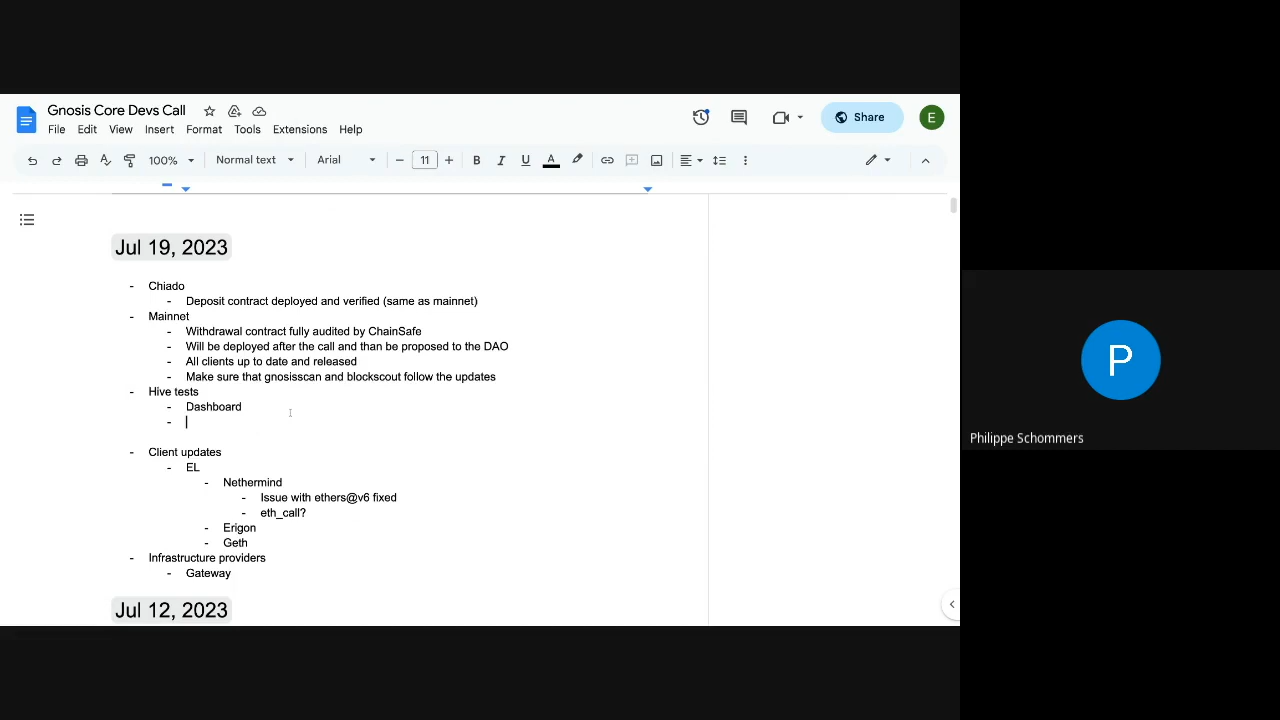 Gnosis Core Devs Call
File Edit View Insert Format Tools Extensions Help
Share
E
100% Normal text Arial 11 B I U A
Jul 19, 2023
- Chiado
- Deposit contract deployed and verified (same as mainnet)
- Mainnet
- Withdrawal contract fully audited by ChainSafe
- Will be deployed after the call and than be proposed to the DAO
- All clients up to date and released
- Make sure that gnosisscan and blockscout follow the updates
- Hive tests
- Dashboard
-
- Client updates
- EL
- Nethermind
- Issue with ethers@v6 fixed
- eth_call?
- Erigon
- Geth
- Infrastructure providers
- Gateway
Jul 12, 2023
P
Philippe Schommers